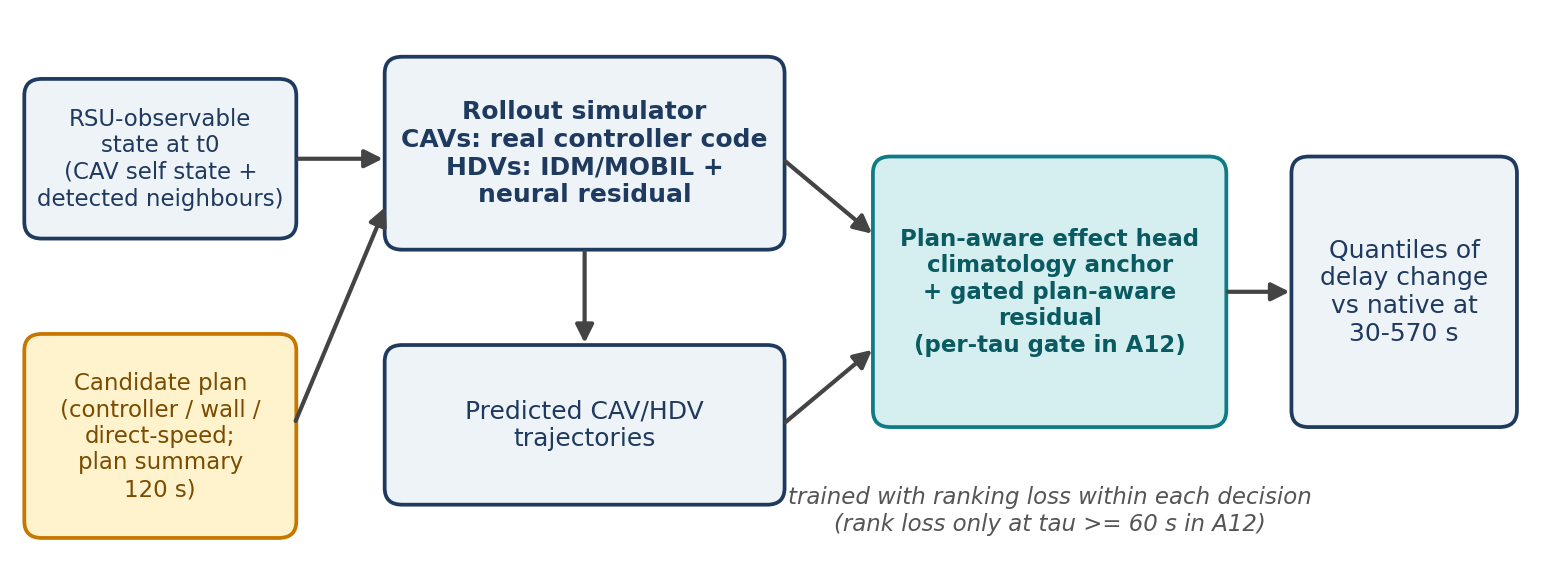 RSU-observable
state at t0
(CAV self state +
detected neighbours)
Rollout simulator
CAVs: real controller code
HDVs: IDM/MOBIL +
neural residual
Candidate plan
(controller / wall /
direct-speed;
plan summary
120 s)
Predicted CAV/HDV
trajectories
Plan-aware effect head
climatology anchor
+ gated plan-aware
residual
(per-tau gate in A12)
Quantiles of
delay change
vs native at
30-570 s
trained with ranking loss within each decision
(rank loss only at tau >= 60 s in A12)